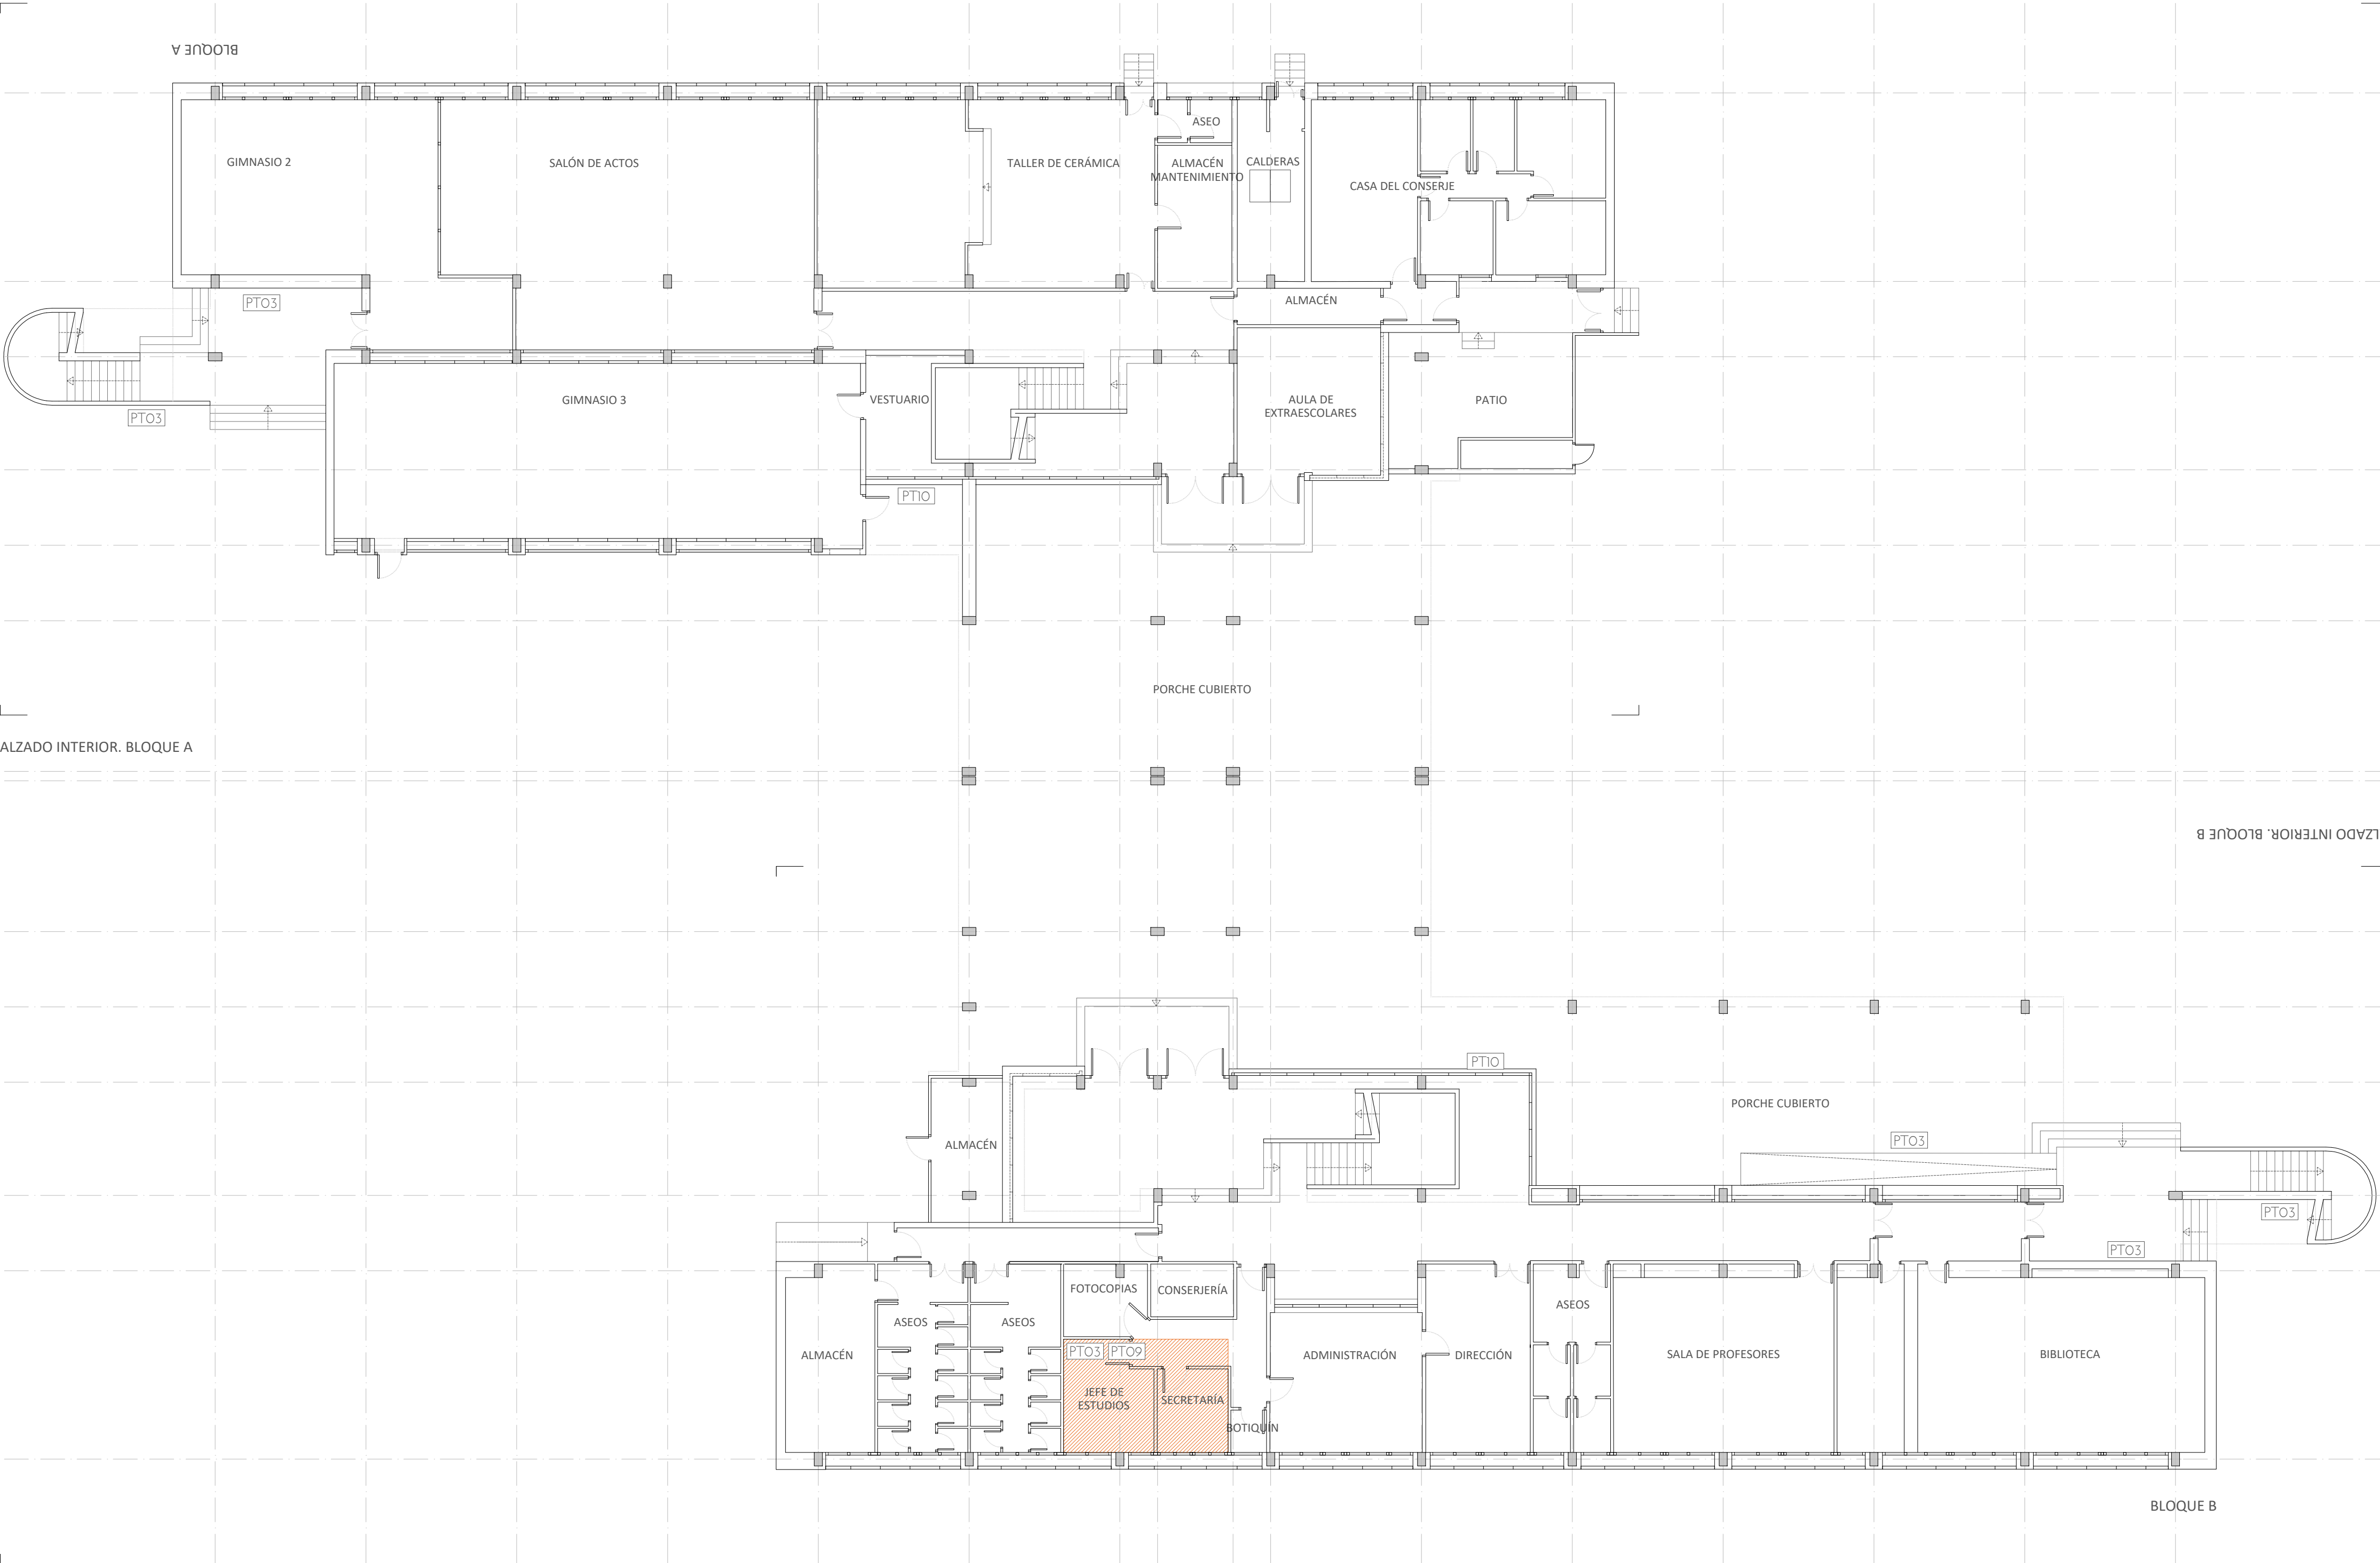 BLOQUE A
ASEO
GIMNASIO 2
SALÓN DE ACTOS
TALLER DE CERÁMICA
ALMACÉN
MANTENIMIENTO
CALDERAS
CASA DEL CONSERJE
PT03
ALMACÉN
GIMNASIO 3
VESTUARIO
AULA DE
EXTRAESCOLARES
PATIO
PT03
PT10
PORCHE CUBIERTO
ALZADO INTERIOR. BLOQUE A
LZADO INTERIOR. BLOQUE B
PT10
PORCHE CUBIERTO
ALMACÉN
PT03
PT03
PT03
FOTOCOPIAS
CONSERJERÍA
ASEOS
ASEOS
ASEOS
PT03
PT09
ALMACÉN
ADMINISTRACIÓN
DIRECCIÓN
SALA DE PROFESORES
BIBLIOTECA
JEFE DE
ESTUDIOS
SECRETARÍA
BOTIQUÍN
BLOQUE B